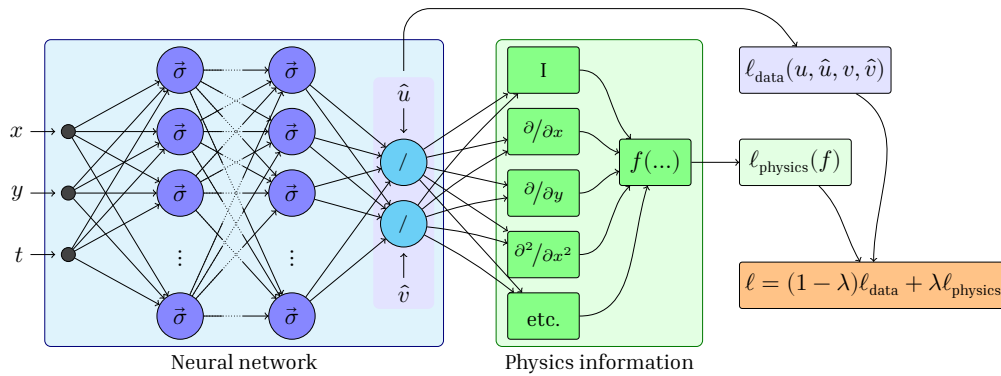 x
y
t
σ⃗
σ⃗
σ⃗
⋮
σ⃗
σ⃗
σ⃗
σ⃗
⋮
σ⃗
û
/
/
v̂
Neural network
I
∂/∂x
∂/∂y
∂²/∂x²
etc.
f(...)
Physics information
ℓ_data(u, û, v, v̂)
ℓ_physics(f)
ℓ = (1 − λ)ℓ_data + λℓ_physics